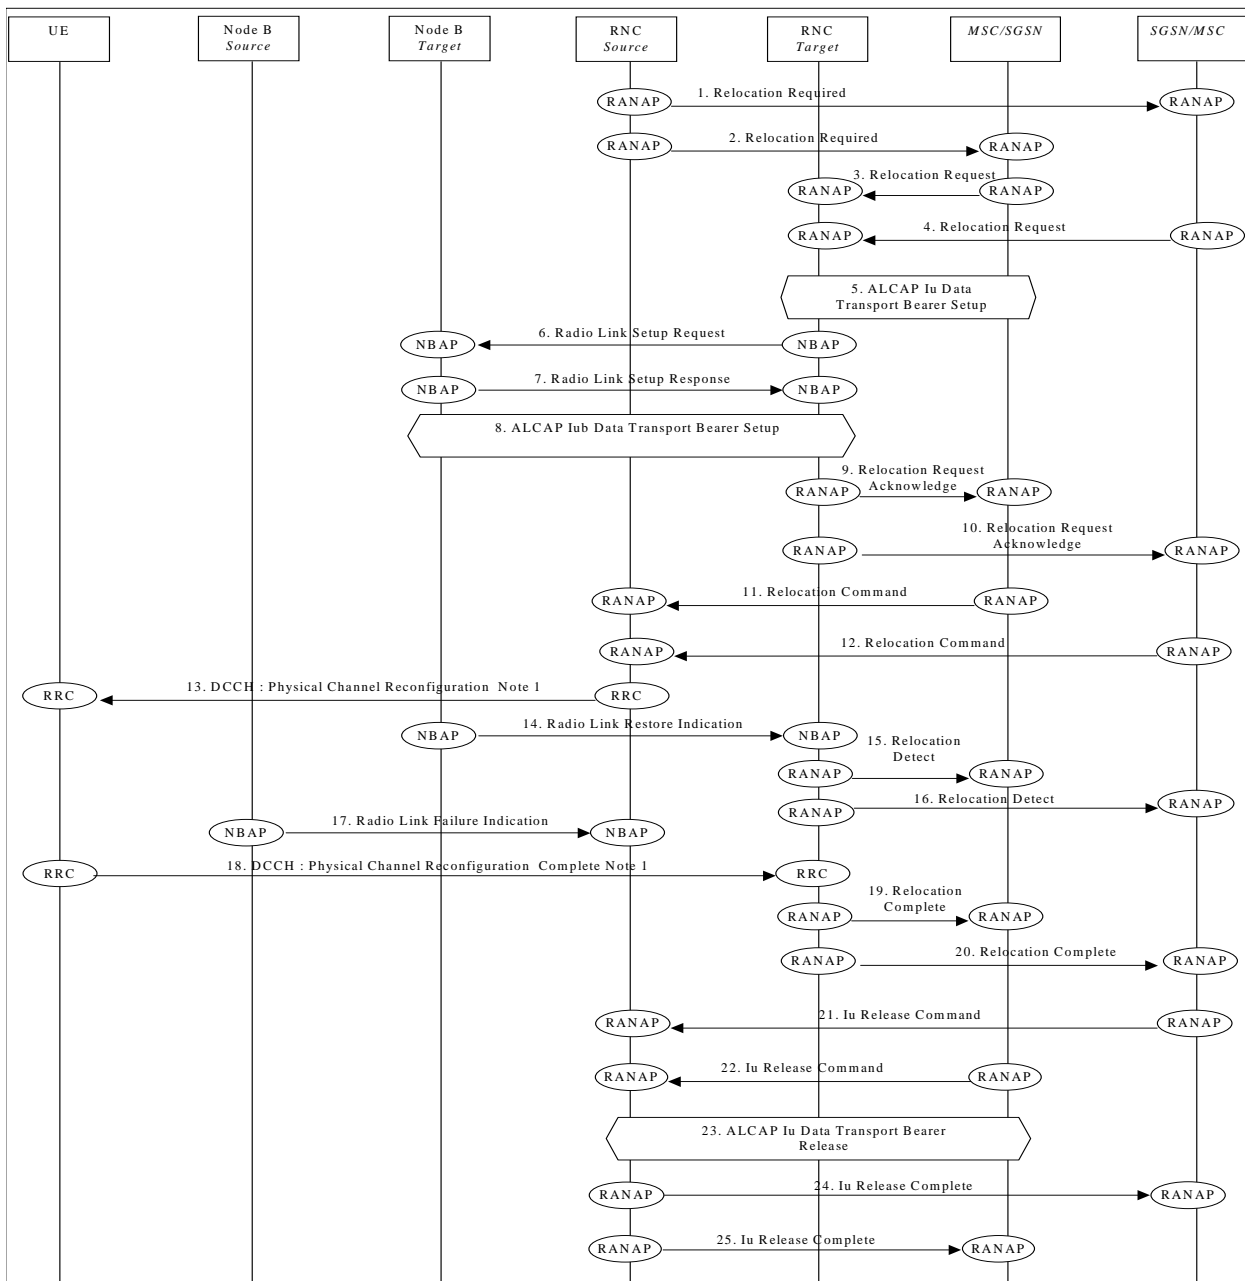 UE
Node B
Source
Node B
Target
RNC
Source
RNC
Target
MSC/SGSN
SGSN/MSC
RANAP
1. Relocation Required
RANAP
RANAP
2. Relocation Required
RANAP
RANAP
3. Relocation Request
RANAP
RANAP
4. Relocation Request
RANAP
5. ALCAP Iu Data
Transport Bearer Setup
NBAP
6. Radio Link Setup Request
NBAP
NBAP
7. Radio Link Setup Response
NBAP
8. ALCAP Iub Data Transport Bearer Setup
RANAP
9. Relocation Request
Acknowledge
RANAP
RANAP
10. Relocation Request
Acknowledge
RANAP
RANAP
11. Relocation Command
RANAP
RANAP
12. Relocation Command
RANAP
RRC
13. DCCH : Physical Channel Reconfiguration Note 1
RRC
NBAP
14. Radio Link Restore Indication
NBAP
RANAP
15. Relocation
Detect
RANAP
RANAP
16. Relocation Detect
RANAP
NBAP
17. Radio Link Failure Indication
NBAP
RRC
18. DCCH : Physical Channel Reconfiguration Complete Note 1
RRC
RANAP
19. Relocation
Complete
RANAP
RANAP
20. Relocation Complete
RANAP
RANAP
21. Iu Release Command
RANAP
RANAP
22. Iu Release Command
RANAP
23. ALCAP Iu Data Transport Bearer
Release
RANAP
24. Iu Release Complete
RANAP
RANAP
25. Iu Release Complete
RANAP